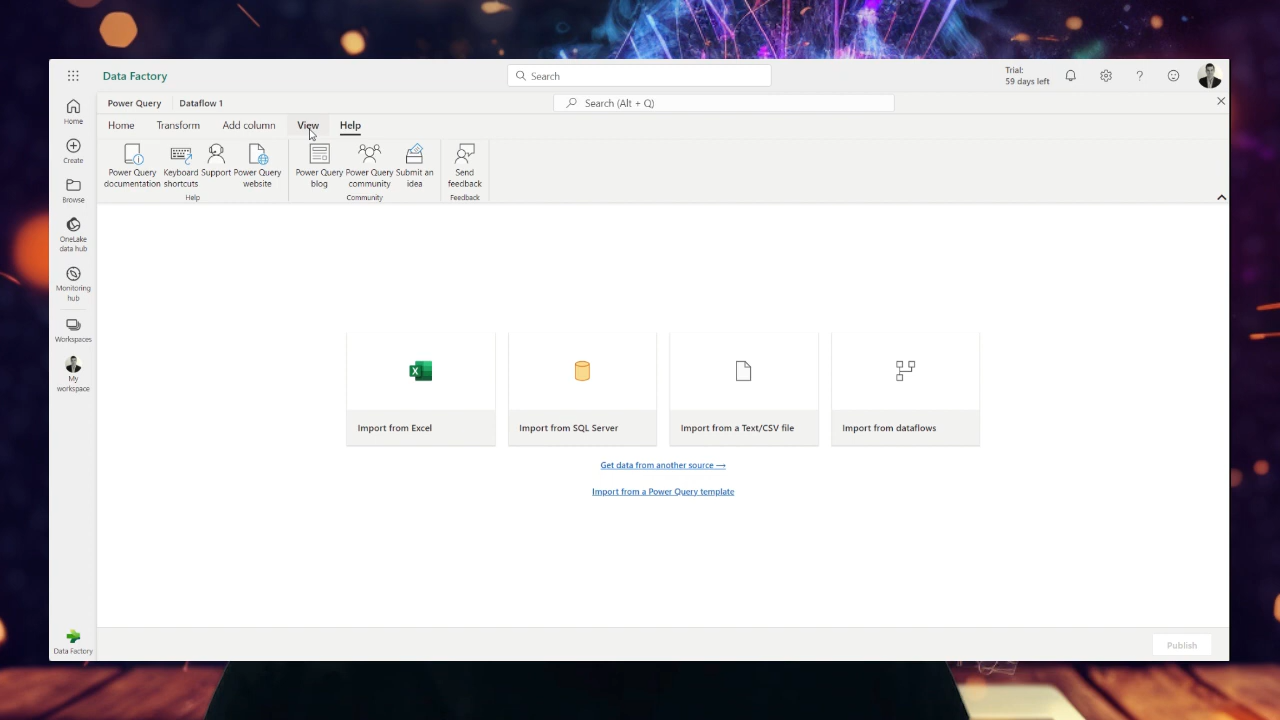 Data Factory
Search
Trial:
59 days left
Power Query
Dataflow 1
Search (Alt + Q)
Home
Transform
Add column
View
Help
Power Query
documentation
Keyboard
shortcuts
Support
Power Query
website
Help
Power Query
blog
Power Query
community
Submit an
idea
Community
Send
feedback
Feedback
Home
Create
Browse
OneLake
data hub
Monitoring
hub
Workspaces
My
workspace
Data Factory
Import from Excel
Import from SQL Server
Import from a Text/CSV file
Import from dataflows
Get data from another source →
Import from a Power Query template
Publish